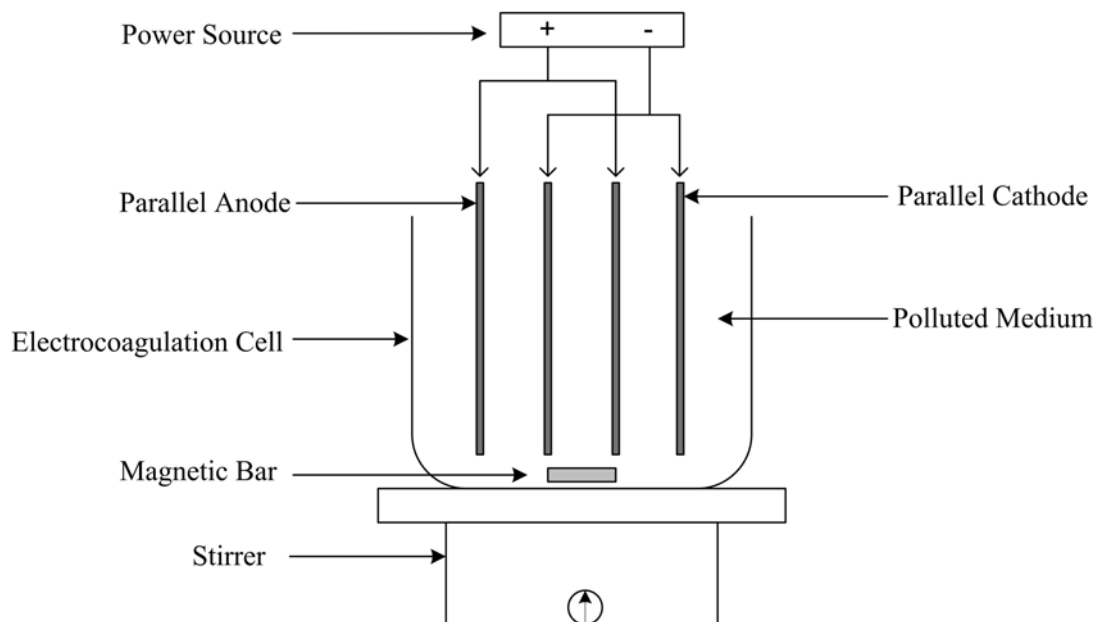 Power Source
+ -
Parallel Anode
Parallel Cathode
Electrocoagulation Cell
Polluted Medium
Magnetic Bar
Stirrer